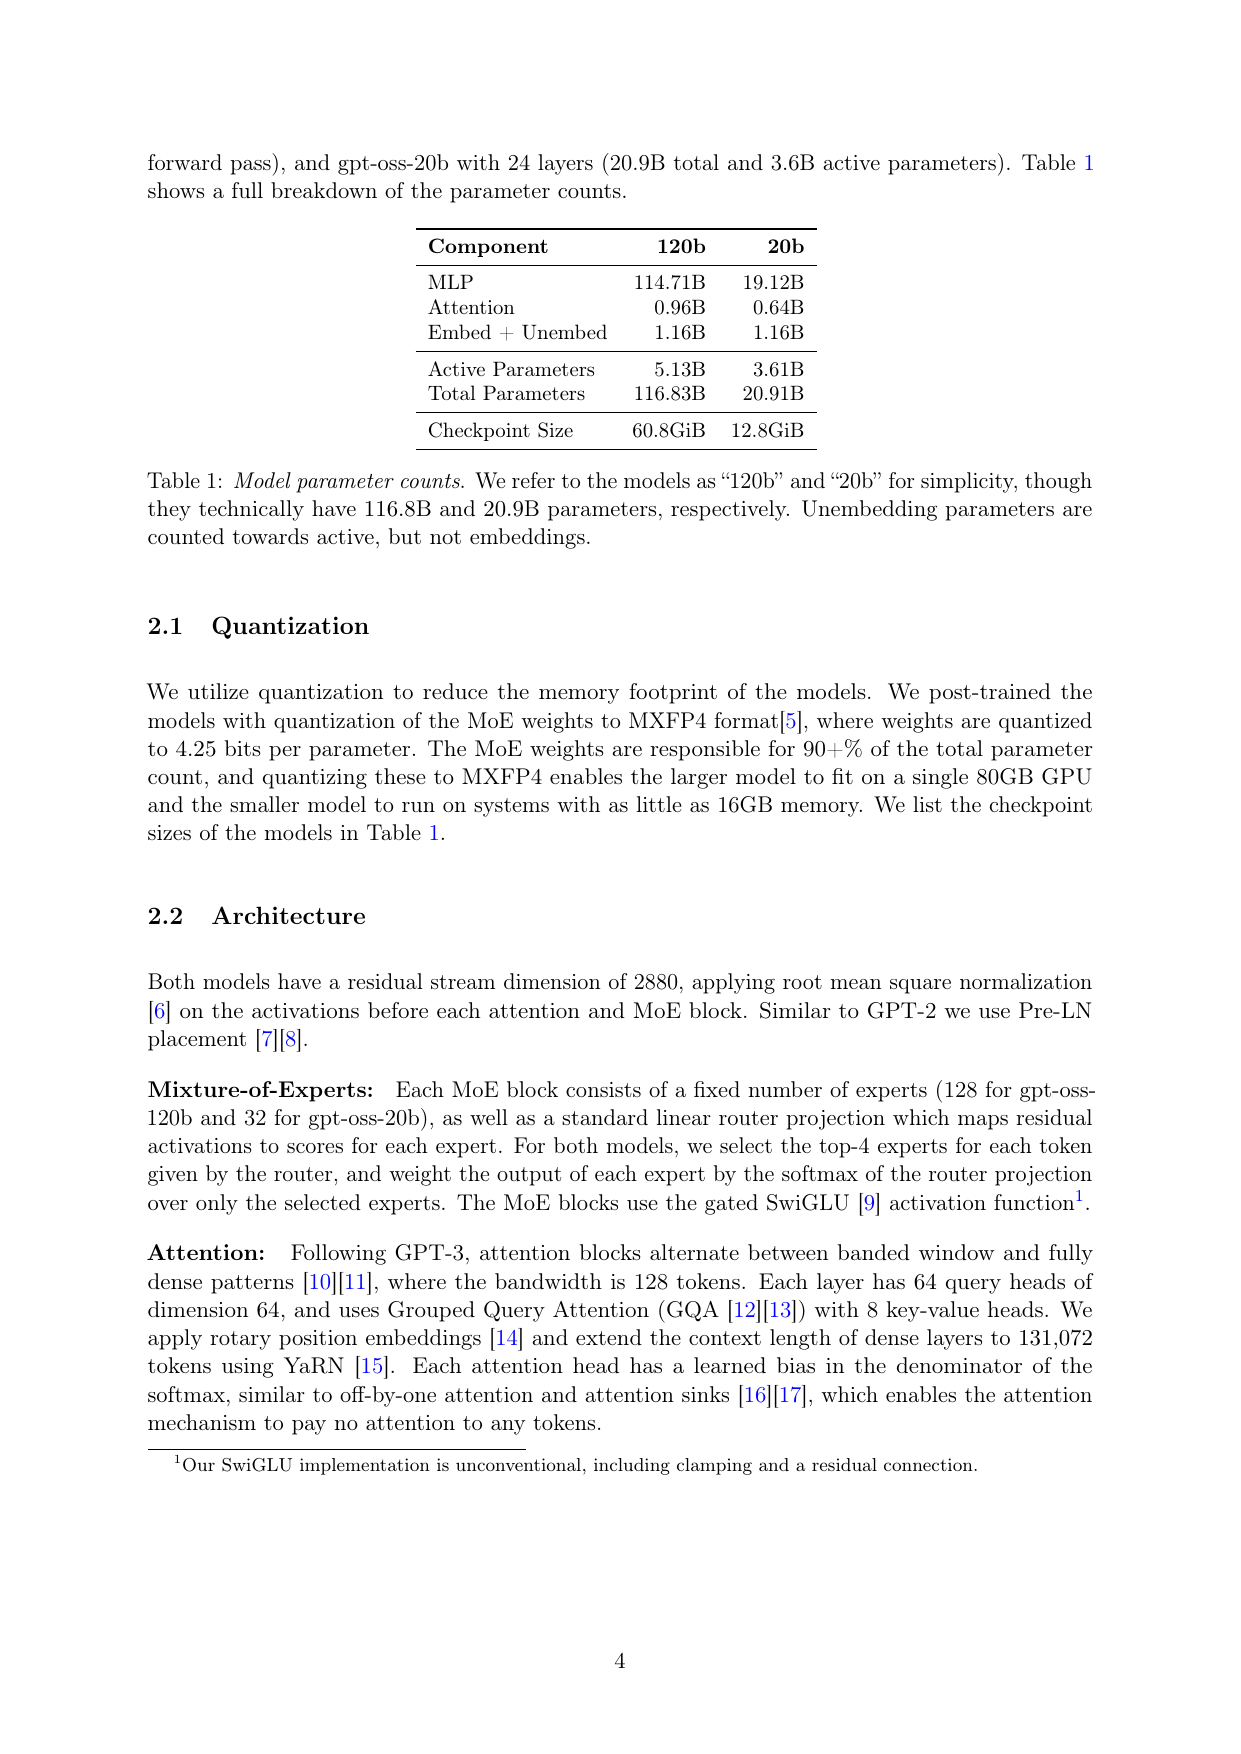 forward pass), and gpt-oss-20b with 24 layers (20.9B total and 3.6B active parameters). Table 1
shows a full breakdown of the parameter counts.
Component 120b 20b
MLP 114.71B 19.12B
Attention 0.96B 0.64B
Embed + Unembed 1.16B 1.16B
Active Parameters 5.13B 3.61B
Total Parameters 116.83B 20.91B
Checkpoint Size 60.8GiB 12.8GiB
Table 1: Model parameter counts. We refer to the models as “120b” and “20b” for simplicity, though
they technically have 116.8B and 20.9B parameters, respectively. Unembedding parameters are
counted towards active, but not embeddings.
2.1 Quantization
We utilize quantization to reduce the memory footprint of the models. We post-trained the
models with quantization of the MoE weights to MXFP4 format[5], where weights are quantized
to 4.25 bits per parameter. The MoE weights are responsible for 90+% of the total parameter
count, and quantizing these to MXFP4 enables the larger model to fit on a single 80GB GPU
and the smaller model to run on systems with as little as 16GB memory. We list the checkpoint
sizes of the models in Table 1.
2.2 Architecture
Both models have a residual stream dimension of 2880, applying root mean square normalization
[6] on the activations before each attention and MoE block. Similar to GPT-2 we use Pre-LN
placement [7][8].
Mixture-of-Experts: Each MoE block consists of a fixed number of experts (128 for gpt-oss-
120b and 32 for gpt-oss-20b), as well as a standard linear router projection which maps residual
activations to scores for each expert. For both models, we select the top-4 experts for each token
given by the router, and weight the output of each expert by the softmax of the router projection
over only the selected experts. The MoE blocks use the gated SwiGLU [9] activation function1.
Attention: Following GPT-3, attention blocks alternate between banded window and fully
dense patterns [10][11], where the bandwidth is 128 tokens. Each layer has 64 query heads of
dimension 64, and uses Grouped Query Attention (GQA [12][13]) with 8 key-value heads. We
apply rotary position embeddings [14] and extend the context length of dense layers to 131,072
tokens using YaRN [15]. Each attention head has a learned bias in the denominator of the
softmax, similar to off-by-one attention and attention sinks [16][17], which enables the attention
mechanism to pay no attention to any tokens.
1Our SwiGLU implementation is unconventional, including clamping and a residual connection.
4